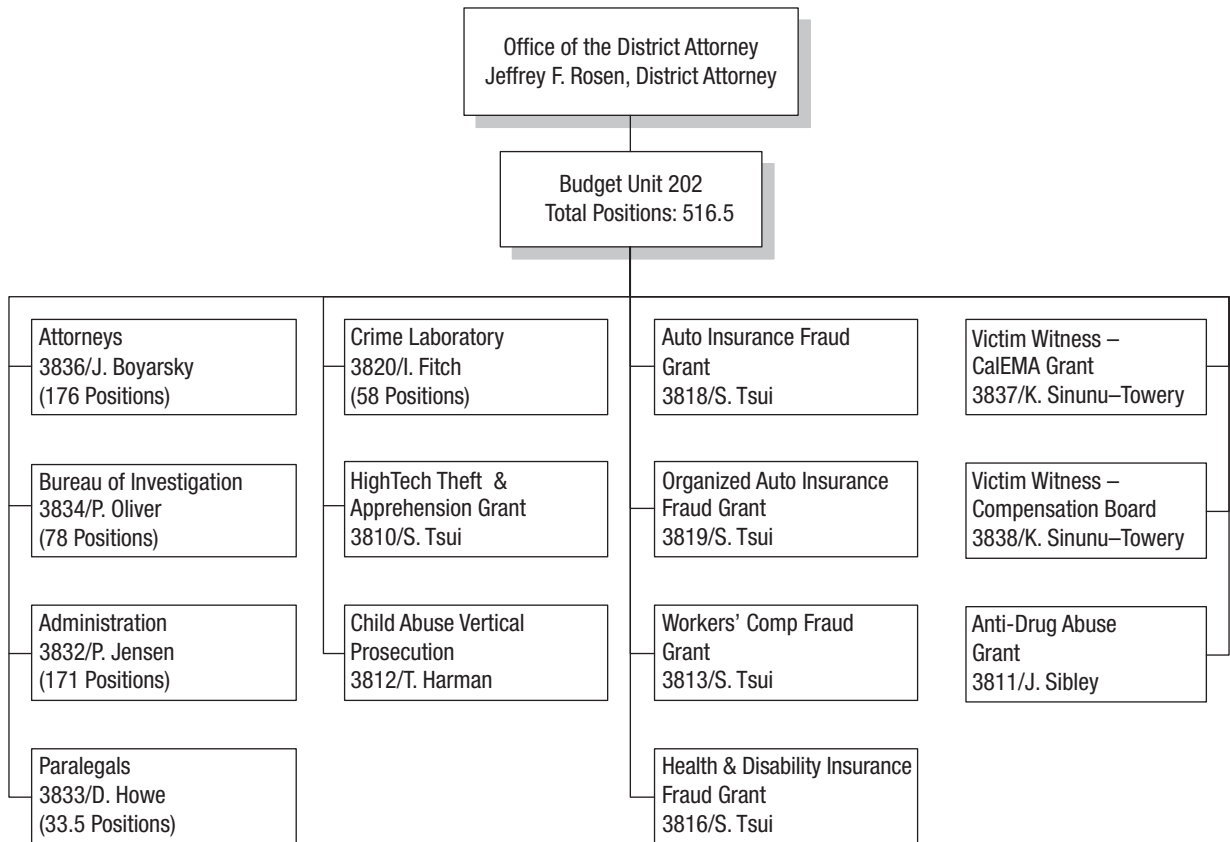 Office of the District Attorney
Jeffrey F. Rosen, District Attorney
Budget Unit 202
Total Positions: 516.5
Attorneys
3836/J. Boyarsky
(176 Positions)
Bureau of Investigation
3834/P. Oliver
(78 Positions)
Administration
3832/P. Jensen
(171 Positions)
Paralegals
3833/D. Howe
(33.5 Positions)
Crime Laboratory
3820/I. Fitch
(58 Positions)
HighTech Theft &
Apprehension Grant
3810/S. Tsui
Child Abuse Vertical
Prosecution
3812/T. Harman
Auto Insurance Fraud
Grant
3818/S. Tsui
Organized Auto Insurance
Fraud Grant
3819/S. Tsui
Workers’ Comp Fraud
Grant
3813/S. Tsui
Health & Disability Insurance
Fraud Grant
3816/S. Tsui
Victim Witness –
CalEMA Grant
3837/K. Sinunu–Towery
Victim Witness –
Compensation Board
3838/K. Sinunu–Towery
Anti-Drug Abuse
Grant
3811/J. Sibley